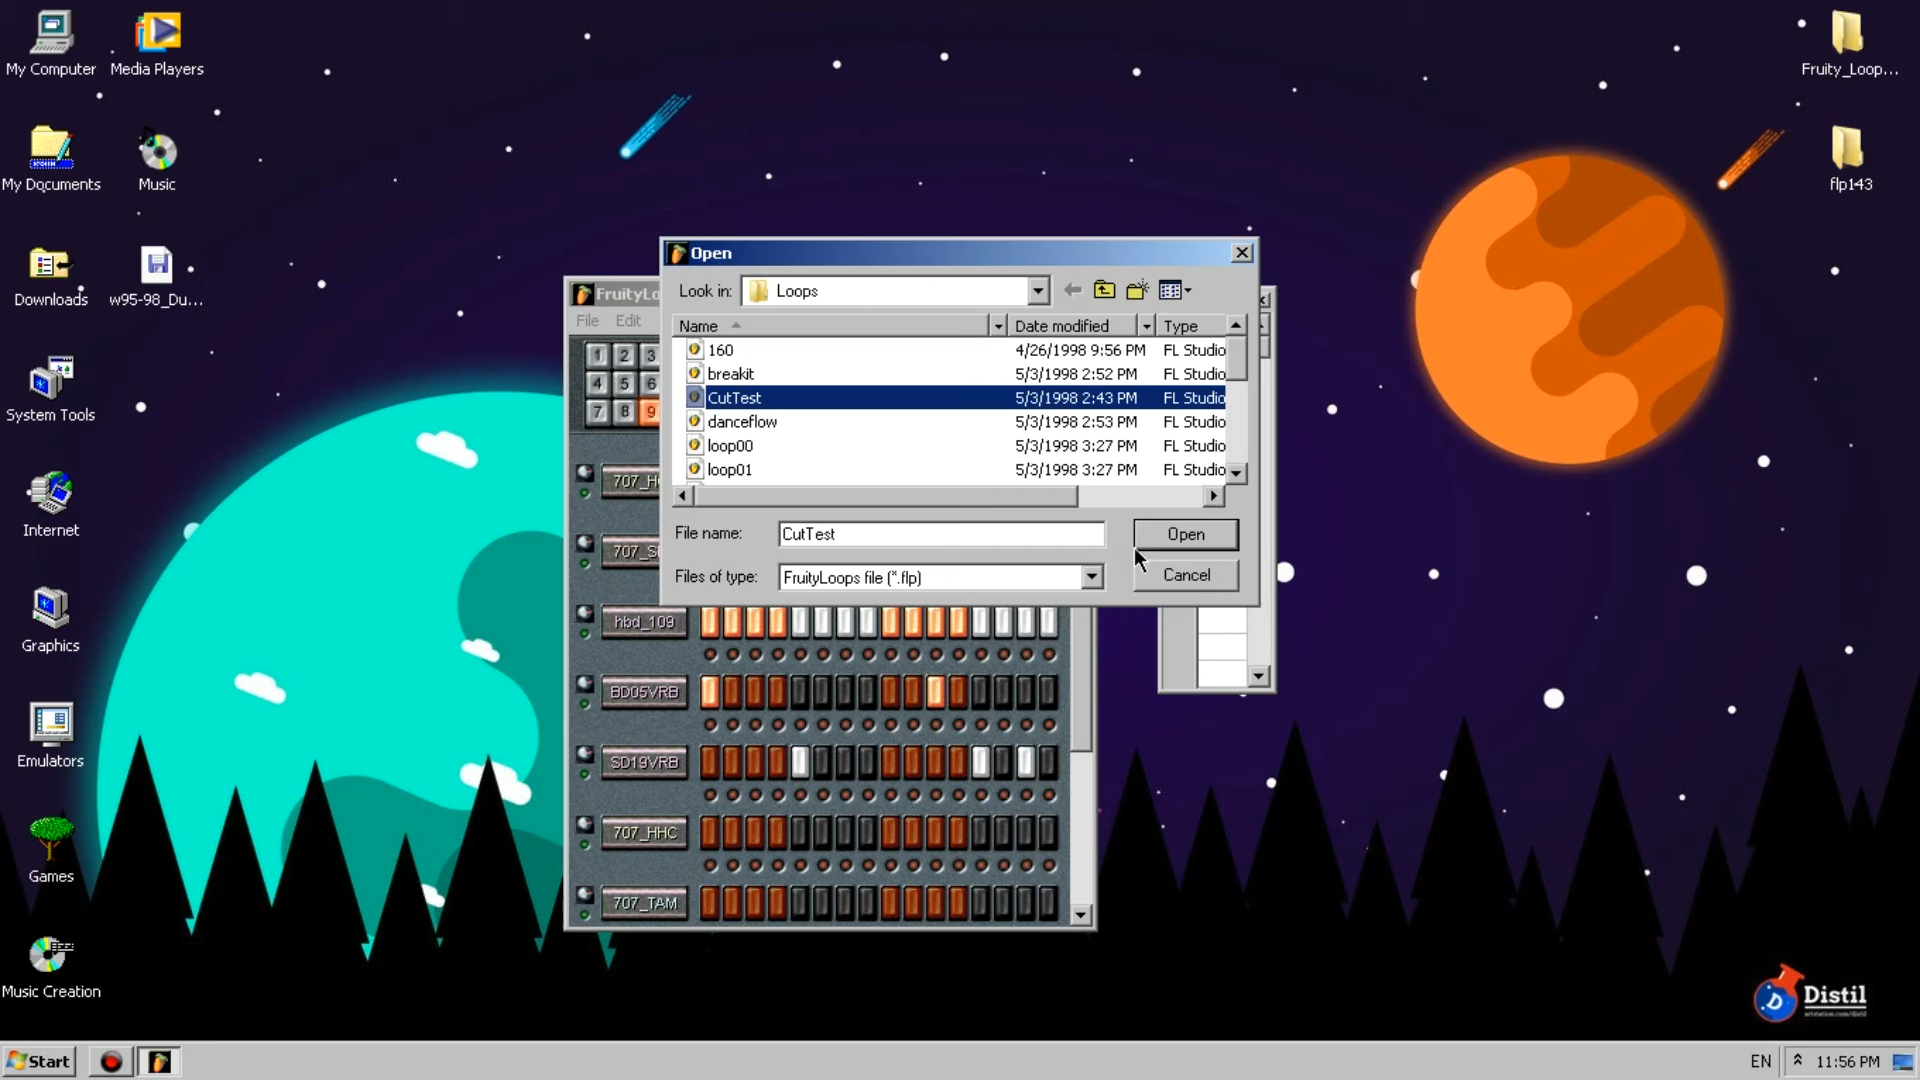 My Computer
Media Players
Fruity_Loop...
My Documents
Music
flp143
Downloads
w95-98_Du...
System Tools
Internet
Graphics
Emulators
Games
Music Creation
FruityLo
File Edit
1 2 3
4 5 6
7 8 9
Open
Look in: Loops
Name Date modified Type
160 4/26/1998 9:56 PM FL Studio
breakit 5/3/1998 2:52 PM FL Studio
CutTest 5/3/1998 2:43 PM FL Studio
danceflow 5/3/1998 2:53 PM FL Studio
loop00 5/3/1998 3:27 PM FL Studio
loop01 5/3/1998 3:27 PM FL Studio
File name: CutTest Open
Files of type: FruityLoops file (*.flp) Cancel
hbd_109
BD05VRB
SD19VRB
707_HHC
707_TAM
D Distil
Start
EN 11:56 PM